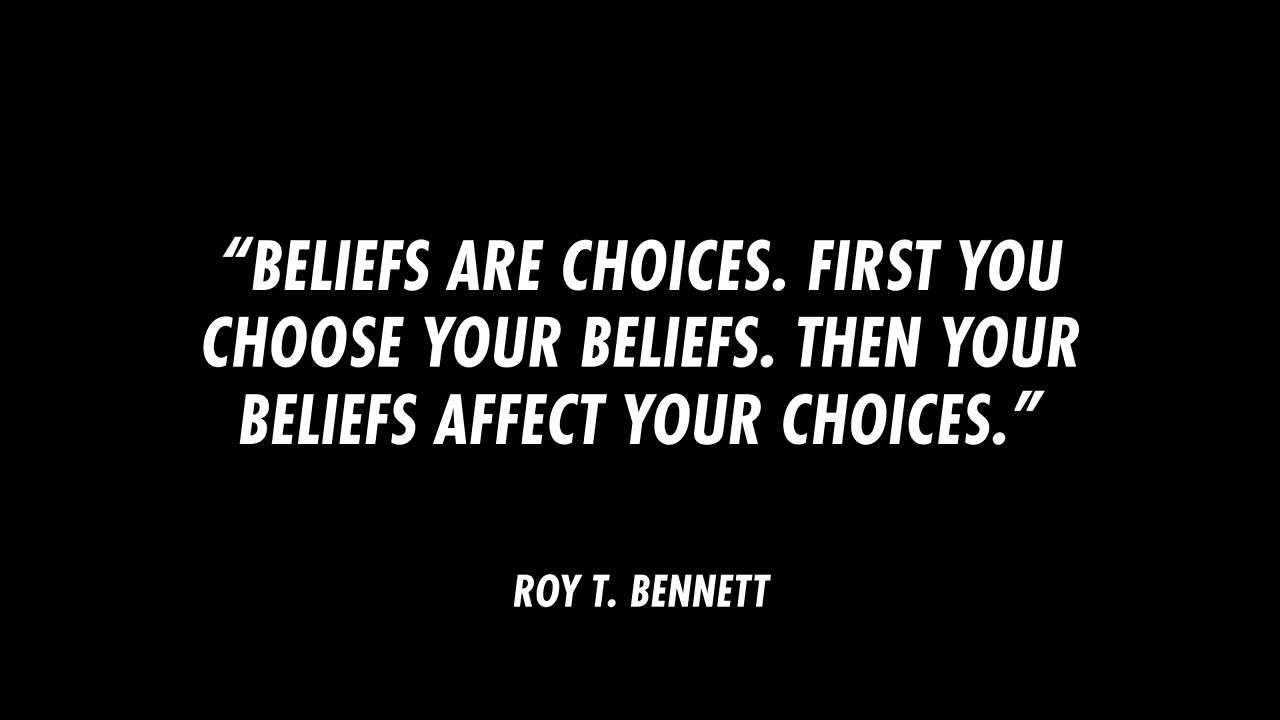 “BELIEFS ARE CHOICES. FIRST YOU
CHOOSE YOUR BELIEFS. THEN YOUR
BELIEFS AFFECT YOUR CHOICES.”
ROY T. BENNETT